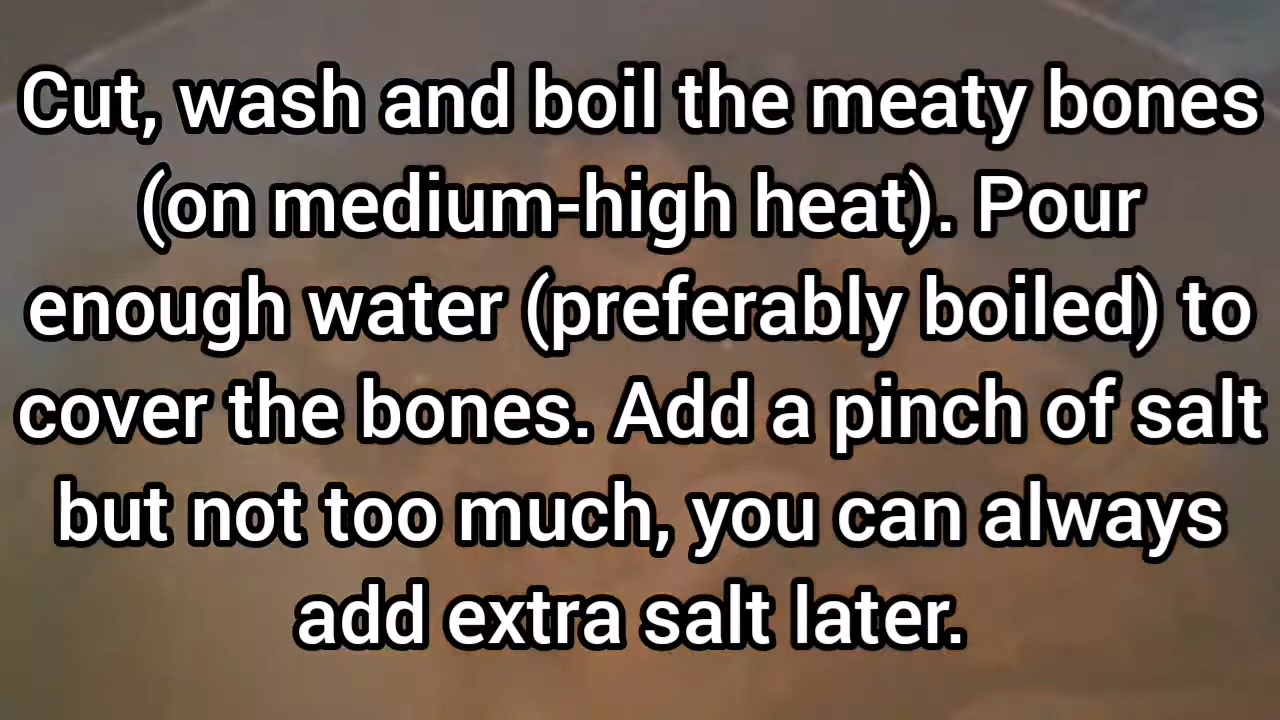 Cut, wash and boil the meaty bones
(on medium-high heat). Pour
enough water (preferably boiled) to
cover the bones. Add a pinch of salt
but not too much, you can always
add extra salt later.